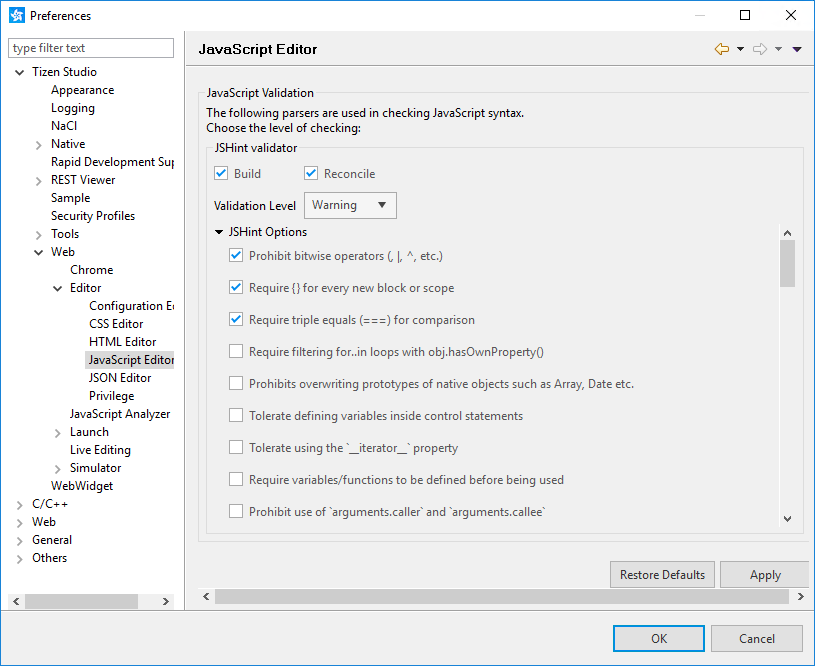 Preferences
type filter text
Tizen Studio
Appearance
Logging
NaCl
Native
Rapid Development Sup
REST Viewer
Sample
Security Profiles
Tools
Web
Chrome
Editor
Configuration E
CSS Editor
HTML Editor
JavaScript Editor
JSON Editor
Privilege
JavaScript Analyzer
Launch
Live Editing
Simulator
WebWidget
C/C++
Web
General
Others
JavaScript Editor
JavaScript Validation
The following parsers are used in checking JavaScript syntax.
Choose the level of checking:
JSHint validator
Build
Reconcile
Validation Level
Warning
JSHint Options
Prohibit bitwise operators (, |, ^, etc.)
Require {} for every new block or scope
Require triple equals (===) for comparison
Require filtering for..in loops with obj.hasOwnProperty()
Prohibits overwriting prototypes of native objects such as Array, Date etc.
Tolerate defining variables inside control statements
Tolerate using the `__iterator__` property
Require variables/functions to be defined before being used
Prohibit use of `arguments.caller` and `arguments.callee`
Restore Defaults
Apply
OK
Cancel